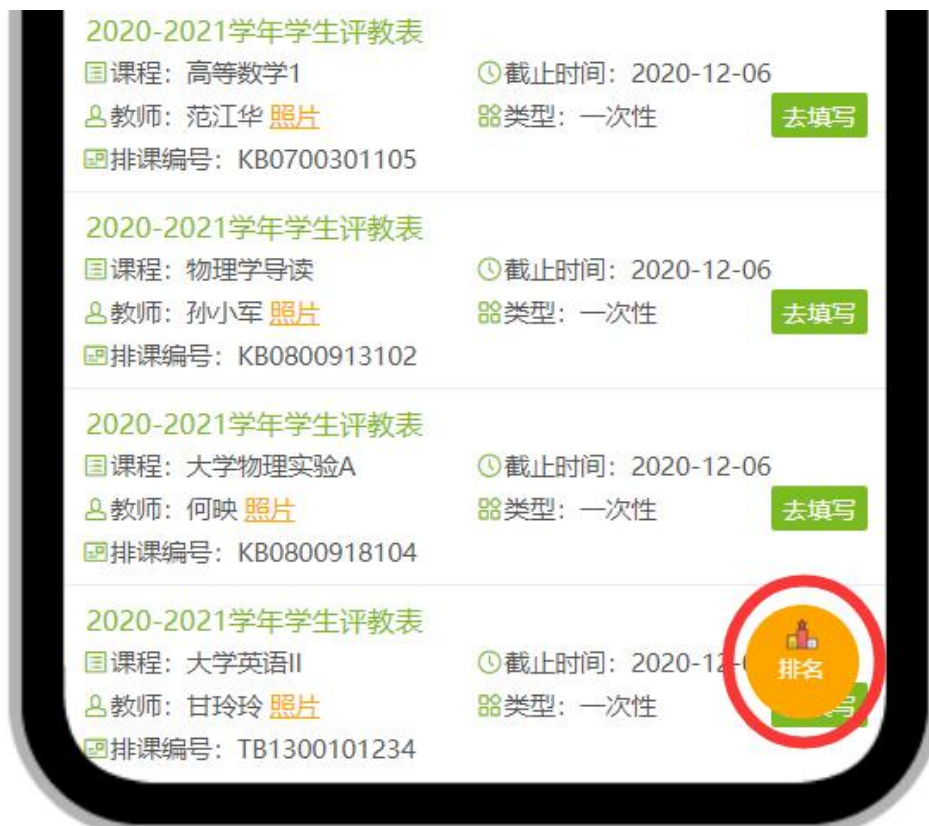 2020-2021学年学生评教表
课程：高等数学1 截止时间：2020-12-06
教师：范江华 照片 类型：一次性 去填写
排课编号：KB0700301105
2020-2021学年学生评教表
课程：物理学导读 截止时间：2020-12-06
教师：孙小军 照片 类型：一次性 去填写
排课编号：KB0800913102
2020-2021学年学生评教表
课程：大学物理实验A 截止时间：2020-12-06
教师：何映 照片 类型：一次性 去填写
排课编号：KB0800918104
2020-2021学年学生评教表
课程：大学英语II 截止时间：2020-12-
排名
教师：甘玲玲 照片 类型：一次性
排课编号：TB1300101234